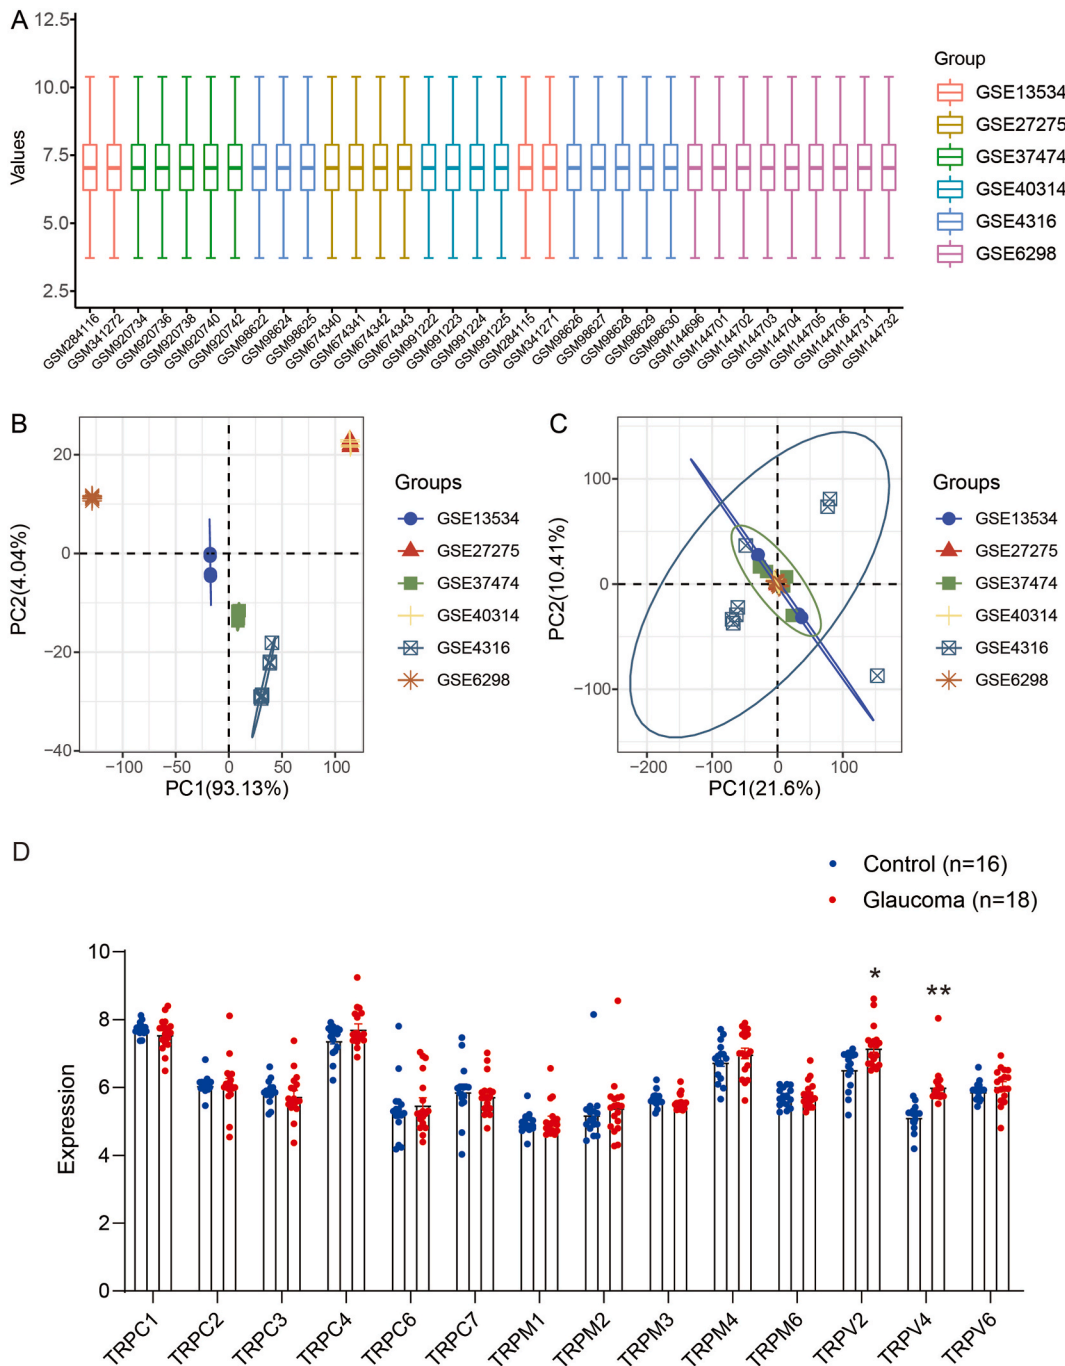 A
12.5
10.0
7.5
5.0
2.5
Values
GSM284116
GSM341272
GSM920734
GSM920736
GSM920738
GSM920740
GSM920742
GSM98622
GSM98624
GSM98625
GSM674340
GSM674341
GSM674342
GSM674343
GSM991222
GSM991223
GSM991224
GSM991225
GSM284115
GSM341271
GSM98626
GSM98627
GSM98628
GSM98629
GSM98630
GSM144696
GSM144701
GSM144702
GSM144703
GSM144704
GSM144705
GSM144706
GSM144731
GSM144732
Group
GSE13534
GSE27275
GSE37474
GSE40314
GSE4316
GSE6298
B
20
0
−20
−40
PC2(4.04%)
−100
−50
0
50
100
PC1(93.13%)
Groups
GSE13534
GSE27275
GSE37474
GSE40314
GSE4316
GSE6298
C
100
0
−100
PC2(10.41%)
−200
−100
0
100
PC1(21.6%)
Groups
GSE13534
GSE27275
GSE37474
GSE40314
GSE4316
GSE6298
D
Control (n=16)
Glaucoma (n=18)
10
8
6
4
2
0
Expression
*
**
TRPC1
TRPC2
TRPC3
TRPC4
TRPC6
TRPC7
TRPM1
TRPM2
TRPM3
TRPM4
TRPM6
TRPV2
TRPV4
TRPV6